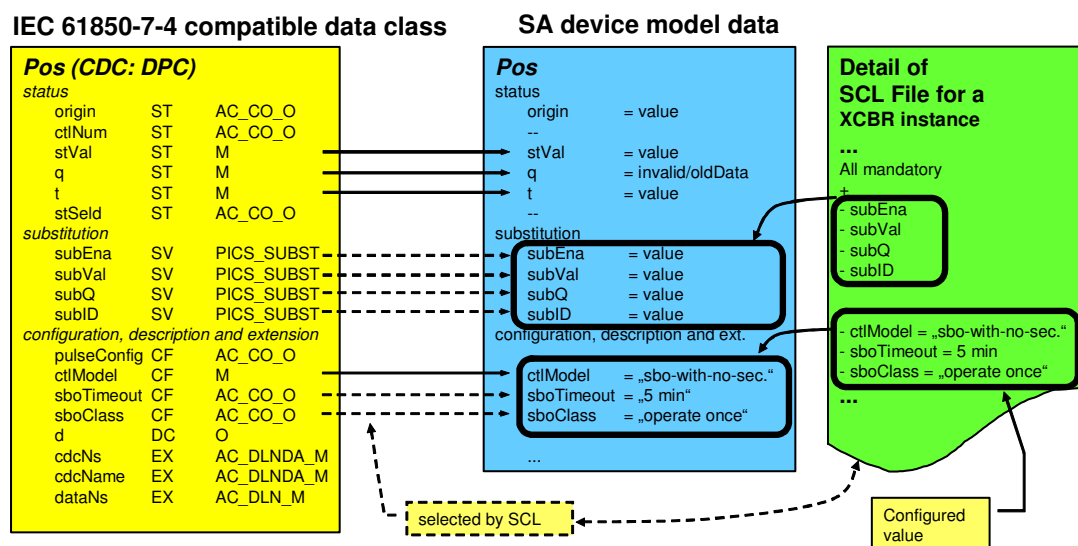 IEC 61850-7-4 compatible data class
SA device model data
Pos (CDC: DPC)
status
origin ST AC_CO_O
ctlNum ST AC_CO_O
stVal ST M
q ST M
t ST M
stSeld ST AC_CO_O
substitution
subEna SV PICS_SUBST
subVal SV PICS_SUBST
subQ SV PICS_SUBST
subID SV PICS_SUBST
configuration, description and extension
pulseConfig CF AC_CO_O
ctlModel CF M
sboTimeout CF AC_CO_O
sboClass CF AC_CO_O
d DC O
cdcNs EX AC_DLNDA_M
cdcName EX AC_DLNDA_M
dataNs EX AC_DLN_M
Pos
status
origin = value
--
stVal = value
q = invalid/oldData
t = value
--
substitution
subEna = value
subVal = value
subQ = value
subID = value
configuration, description and ext.
ctlModel = „sbo-with-no-sec.“
sboTimeout = „5 min“
sboClass = „operate once“
...
Detail of
SCL File for a
XCBR instance
...
All mandatory
+
- subEna
- subVal
- subQ
- subID
- ctlModel = „sbo-with-no-sec.“
- sboTimeout = 5 min
- sboClass = „operate once“
...
selected by SCL
Configured
value